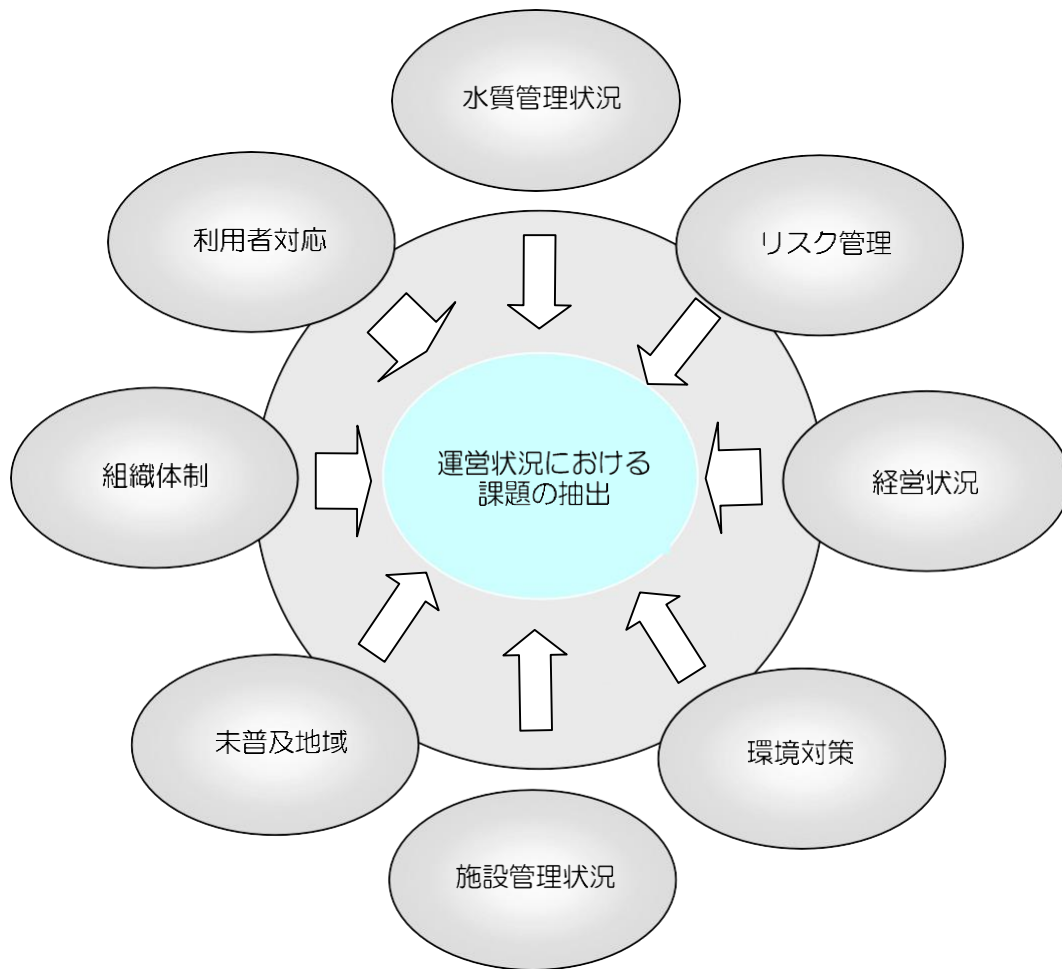 水質管理状況
利用者対応
リスク管理
組織体制
運営状況における
課題の抽出
経営状況
未普及地域
環境対策
施設管理状況